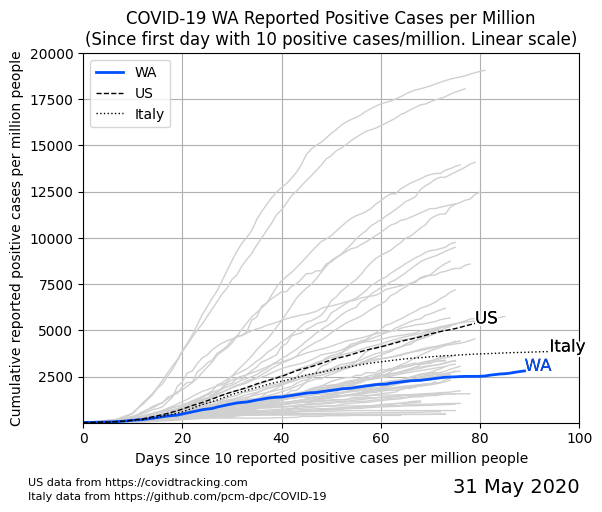 COVID-19 WA Reported Positive Cases per Million
(Since first day with 10 positive cases/million. Linear scale)
Cumulative reported positive cases per million people
20000
17500
15000
12500
10000
7500
5000
2500
WA
US
Italy
US
Italy
WA
0 20 40 60 80 100
Days since 10 reported positive cases per million people
US data from https://covidtracking.com
Italy data from https://github.com/pcm-dpc/COVID-19
31 May 2020